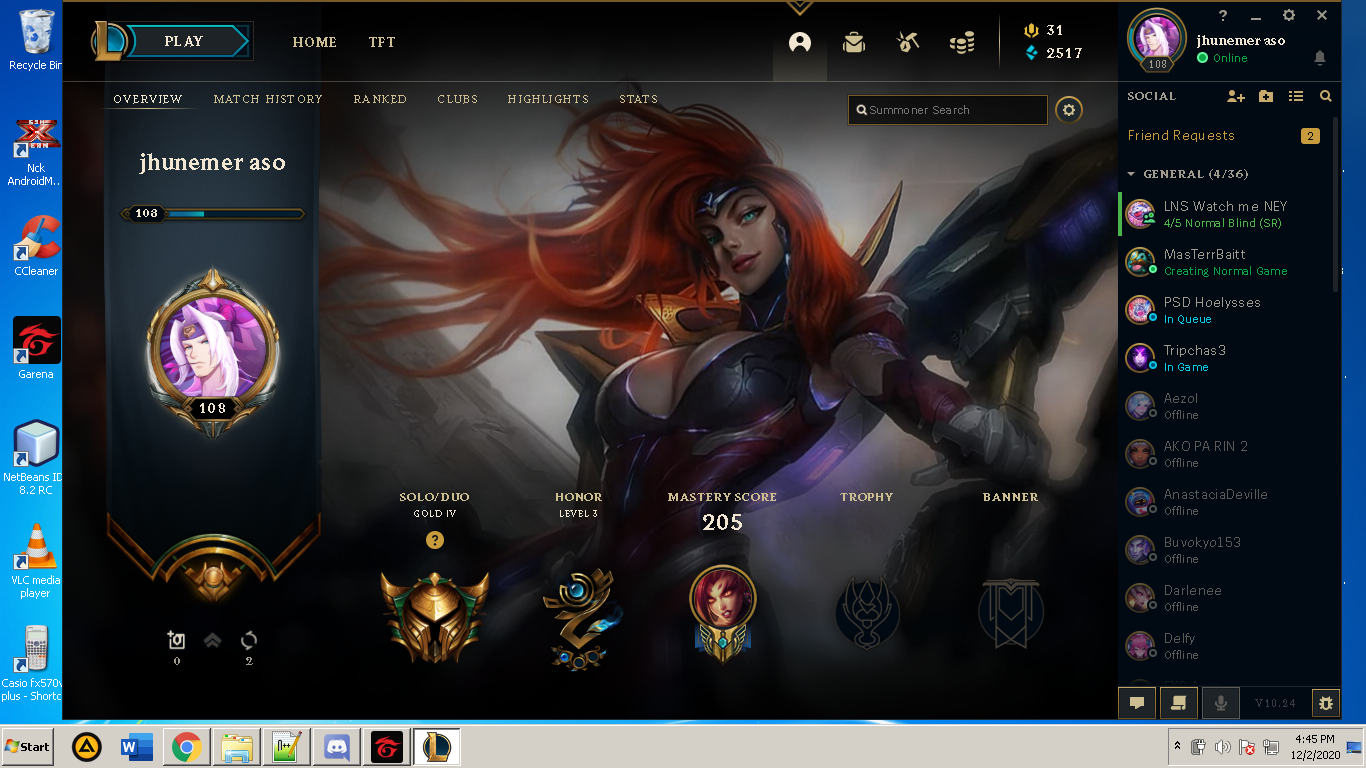 Recycle Bin
Nck
AndroidM...
CCleaner
Garena
NetBeans ID
8.2 RC
VLC media
player
Casio fx570v
plus - Shortc
PLAY
HOME
TFT
31
2517
OVERVIEW
MATCH HISTORY
RANKED
CLUBS
HIGHLIGHTS
STATS
Summoner Search
jhunemer aso
108
108
SOLO/DUO
GOLD IV
?
HONOR
LEVEL 3
MASTERY SCORE
205
TROPHY
BANNER
0
2
?
jhunemer aso
Online
108
SOCIAL
Friend Requests
2
GENERAL (4/36)
LNS Watch me NEY
4/5 Normal Blind (SR)
MasTerrBaitt
Creating Normal Game
PSD Hoelysses
In Queue
Tripchas3
In Game
Aezol
Offline
AKO PA RIN 2
Offline
AnastaciaDeville
Offline
Buvokyo153
Offline
Darlenee
Offline
Delfy
Offline
V10.24
Start
4:45 PM
12/2/2020